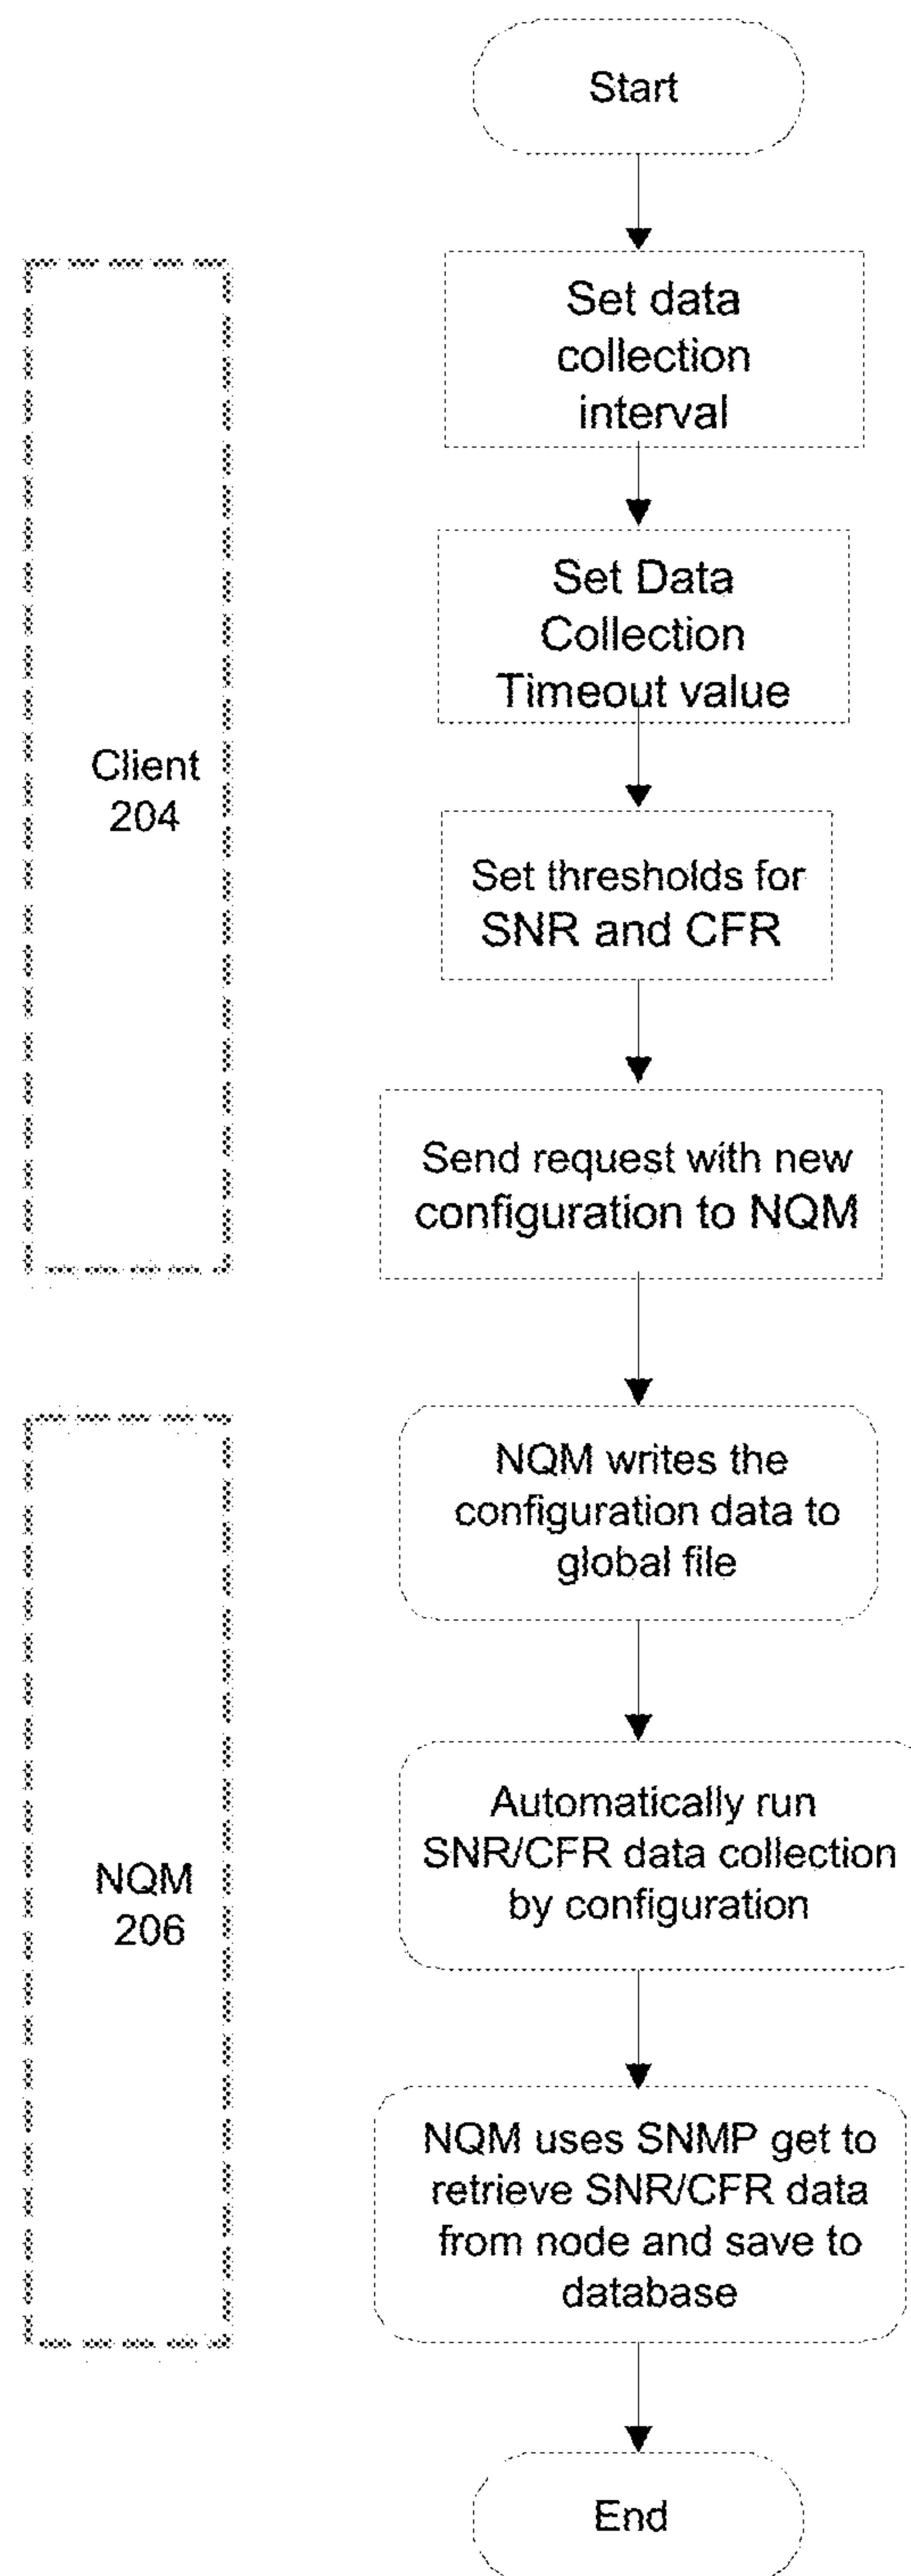 Start
Set data
collection
interval
Set Data
Collection
Timeout value
Client
204
Set thresholds for
SNR and CFR
Send request with new
configuration to NQM
NQM writes the
configuration data to
global file
Automatically run
SNR/CFR data collection
by configuration
NQM
206
NQM uses SNMP get to
retrieve SNR/CFR data
from node and save to
database
End